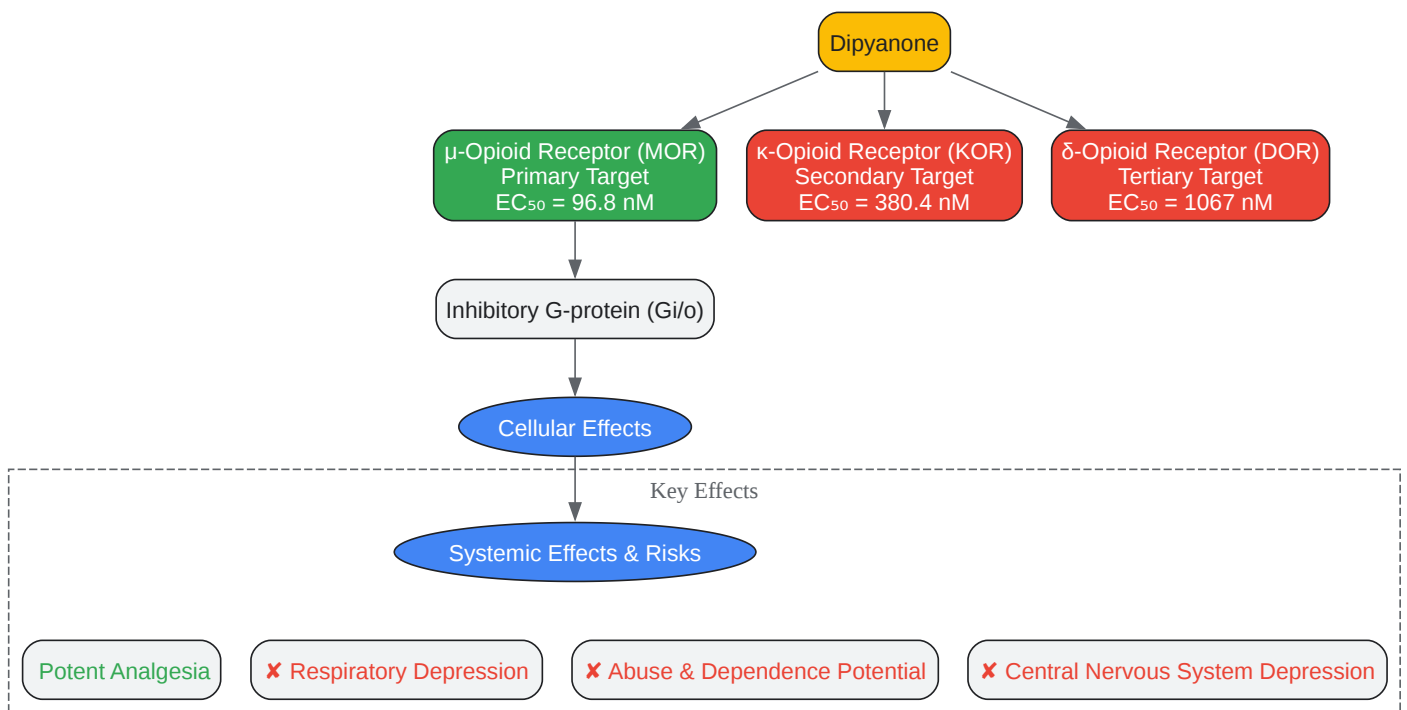 Dipyanone
μ-Opioid Receptor (MOR)
Primary Target
EC₅₀ = 96.8 nM
κ-Opioid Receptor (KOR)
Secondary Target
EC₅₀ = 380.4 nM
δ-Opioid Receptor (DOR)
Tertiary Target
EC₅₀ = 1067 nM
Inhibitory G-protein (Gi/o)
Cellular Effects
Key Effects
Systemic Effects & Risks
Potent Analgesia
✘ Respiratory Depression
✘ Abuse & Dependence Potential
✘ Central Nervous System Depression